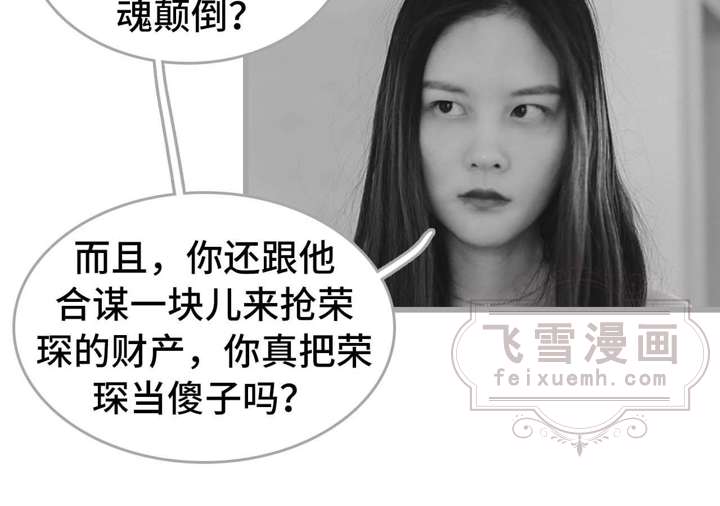 魂颠倒？
而且，你还跟他
合谋一块儿来抢荣
琛的财产，你真把荣
琛当傻子吗？
飞雪漫画
feixuemh.com